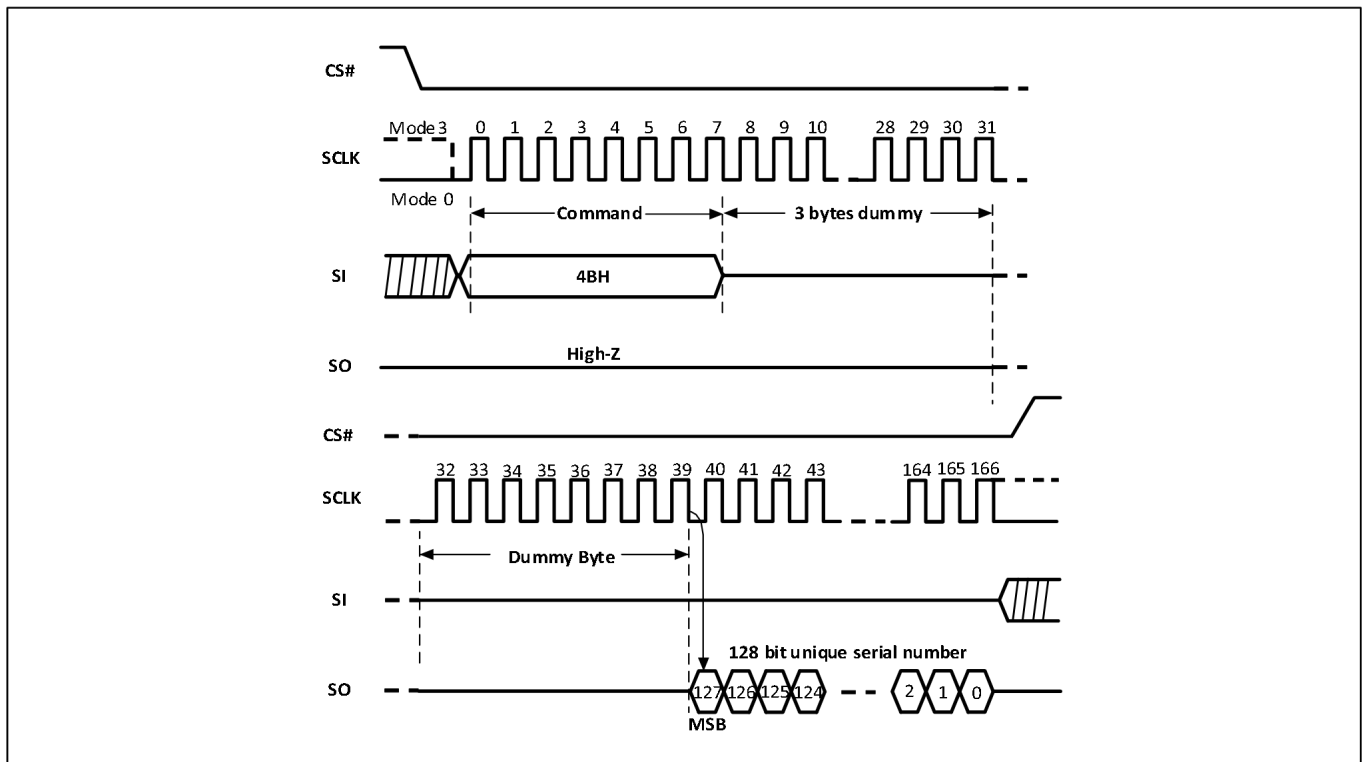 CS#
Mode 3 0 1 2 3 4 5 6 7 8 9 10 28 29 30 31
SCLK
Mode 0
Command 3 bytes dummy
SI 4BH
High-Z
SO
CS#
32 33 34 35 36 37 38 39 40 41 42 43 164 165 166
SCLK
Dummy Byte
SI
128 bit unique serial number
SO 127 126 125 124 2 1 0
MSB